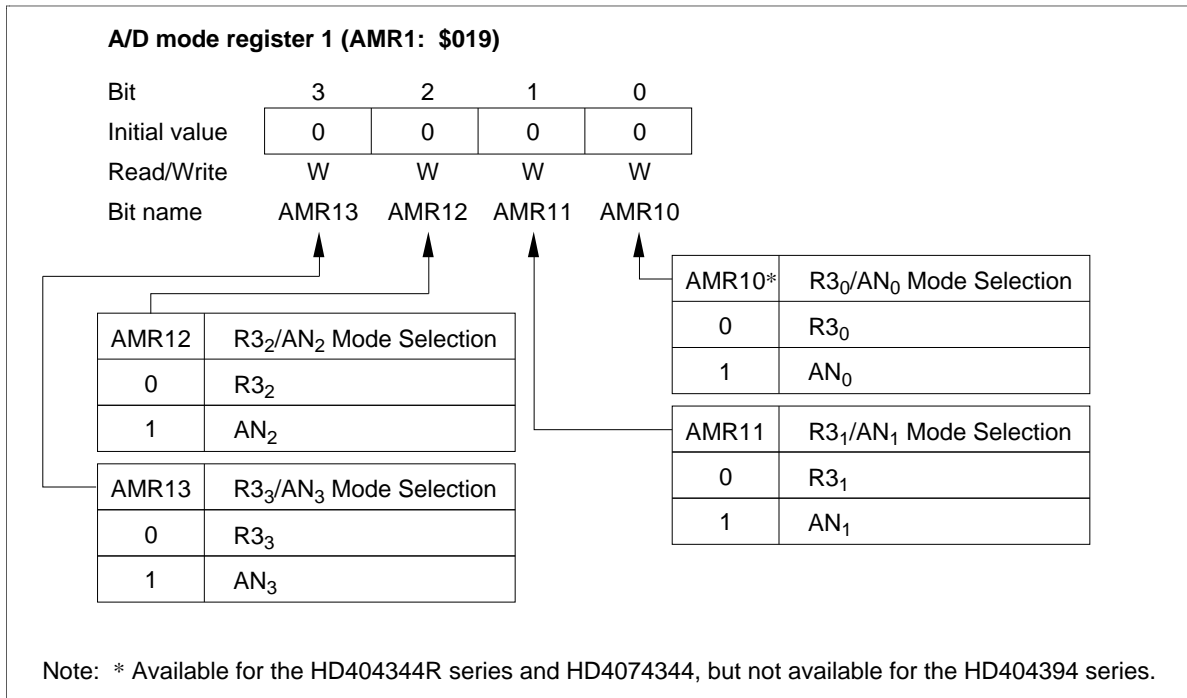 A/D mode register 1 (AMR1: $019)
Bit 3 2 1 0
Initial value 0 0 0 0
Read/Write W W W W
Bit name AMR13 AMR12 AMR11 AMR10
AMR10* R3₀/AN₀ Mode Selection
0 R3₀
1 AN₀
AMR12 R3₂/AN₂ Mode Selection
0 R3₂
1 AN₂
AMR11 R3₁/AN₁ Mode Selection
0 R3₁
1 AN₁
AMR13 R3₃/AN₃ Mode Selection
0 R3₃
1 AN₃
Note: * Available for the HD404344R series and HD4074344, but not available for the HD404394 series.